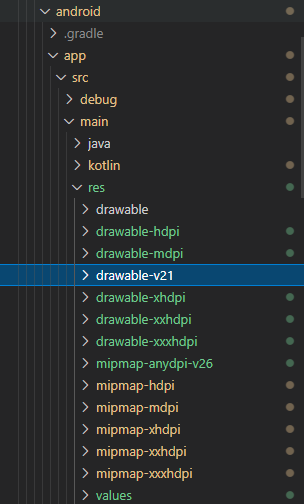 android
.gradle
app
src
debug
main
java
kotlin
res
drawable
drawable-hdpi
drawable-mdpi
drawable-v21
drawable-xhdpi
drawable-xxhdpi
drawable-xxxhdpi
mipmap-anydpi-v26
mipmap-hdpi
mipmap-mdpi
mipmap-xhdpi
mipmap-xxhdpi
mipmap-xxxhdpi
values